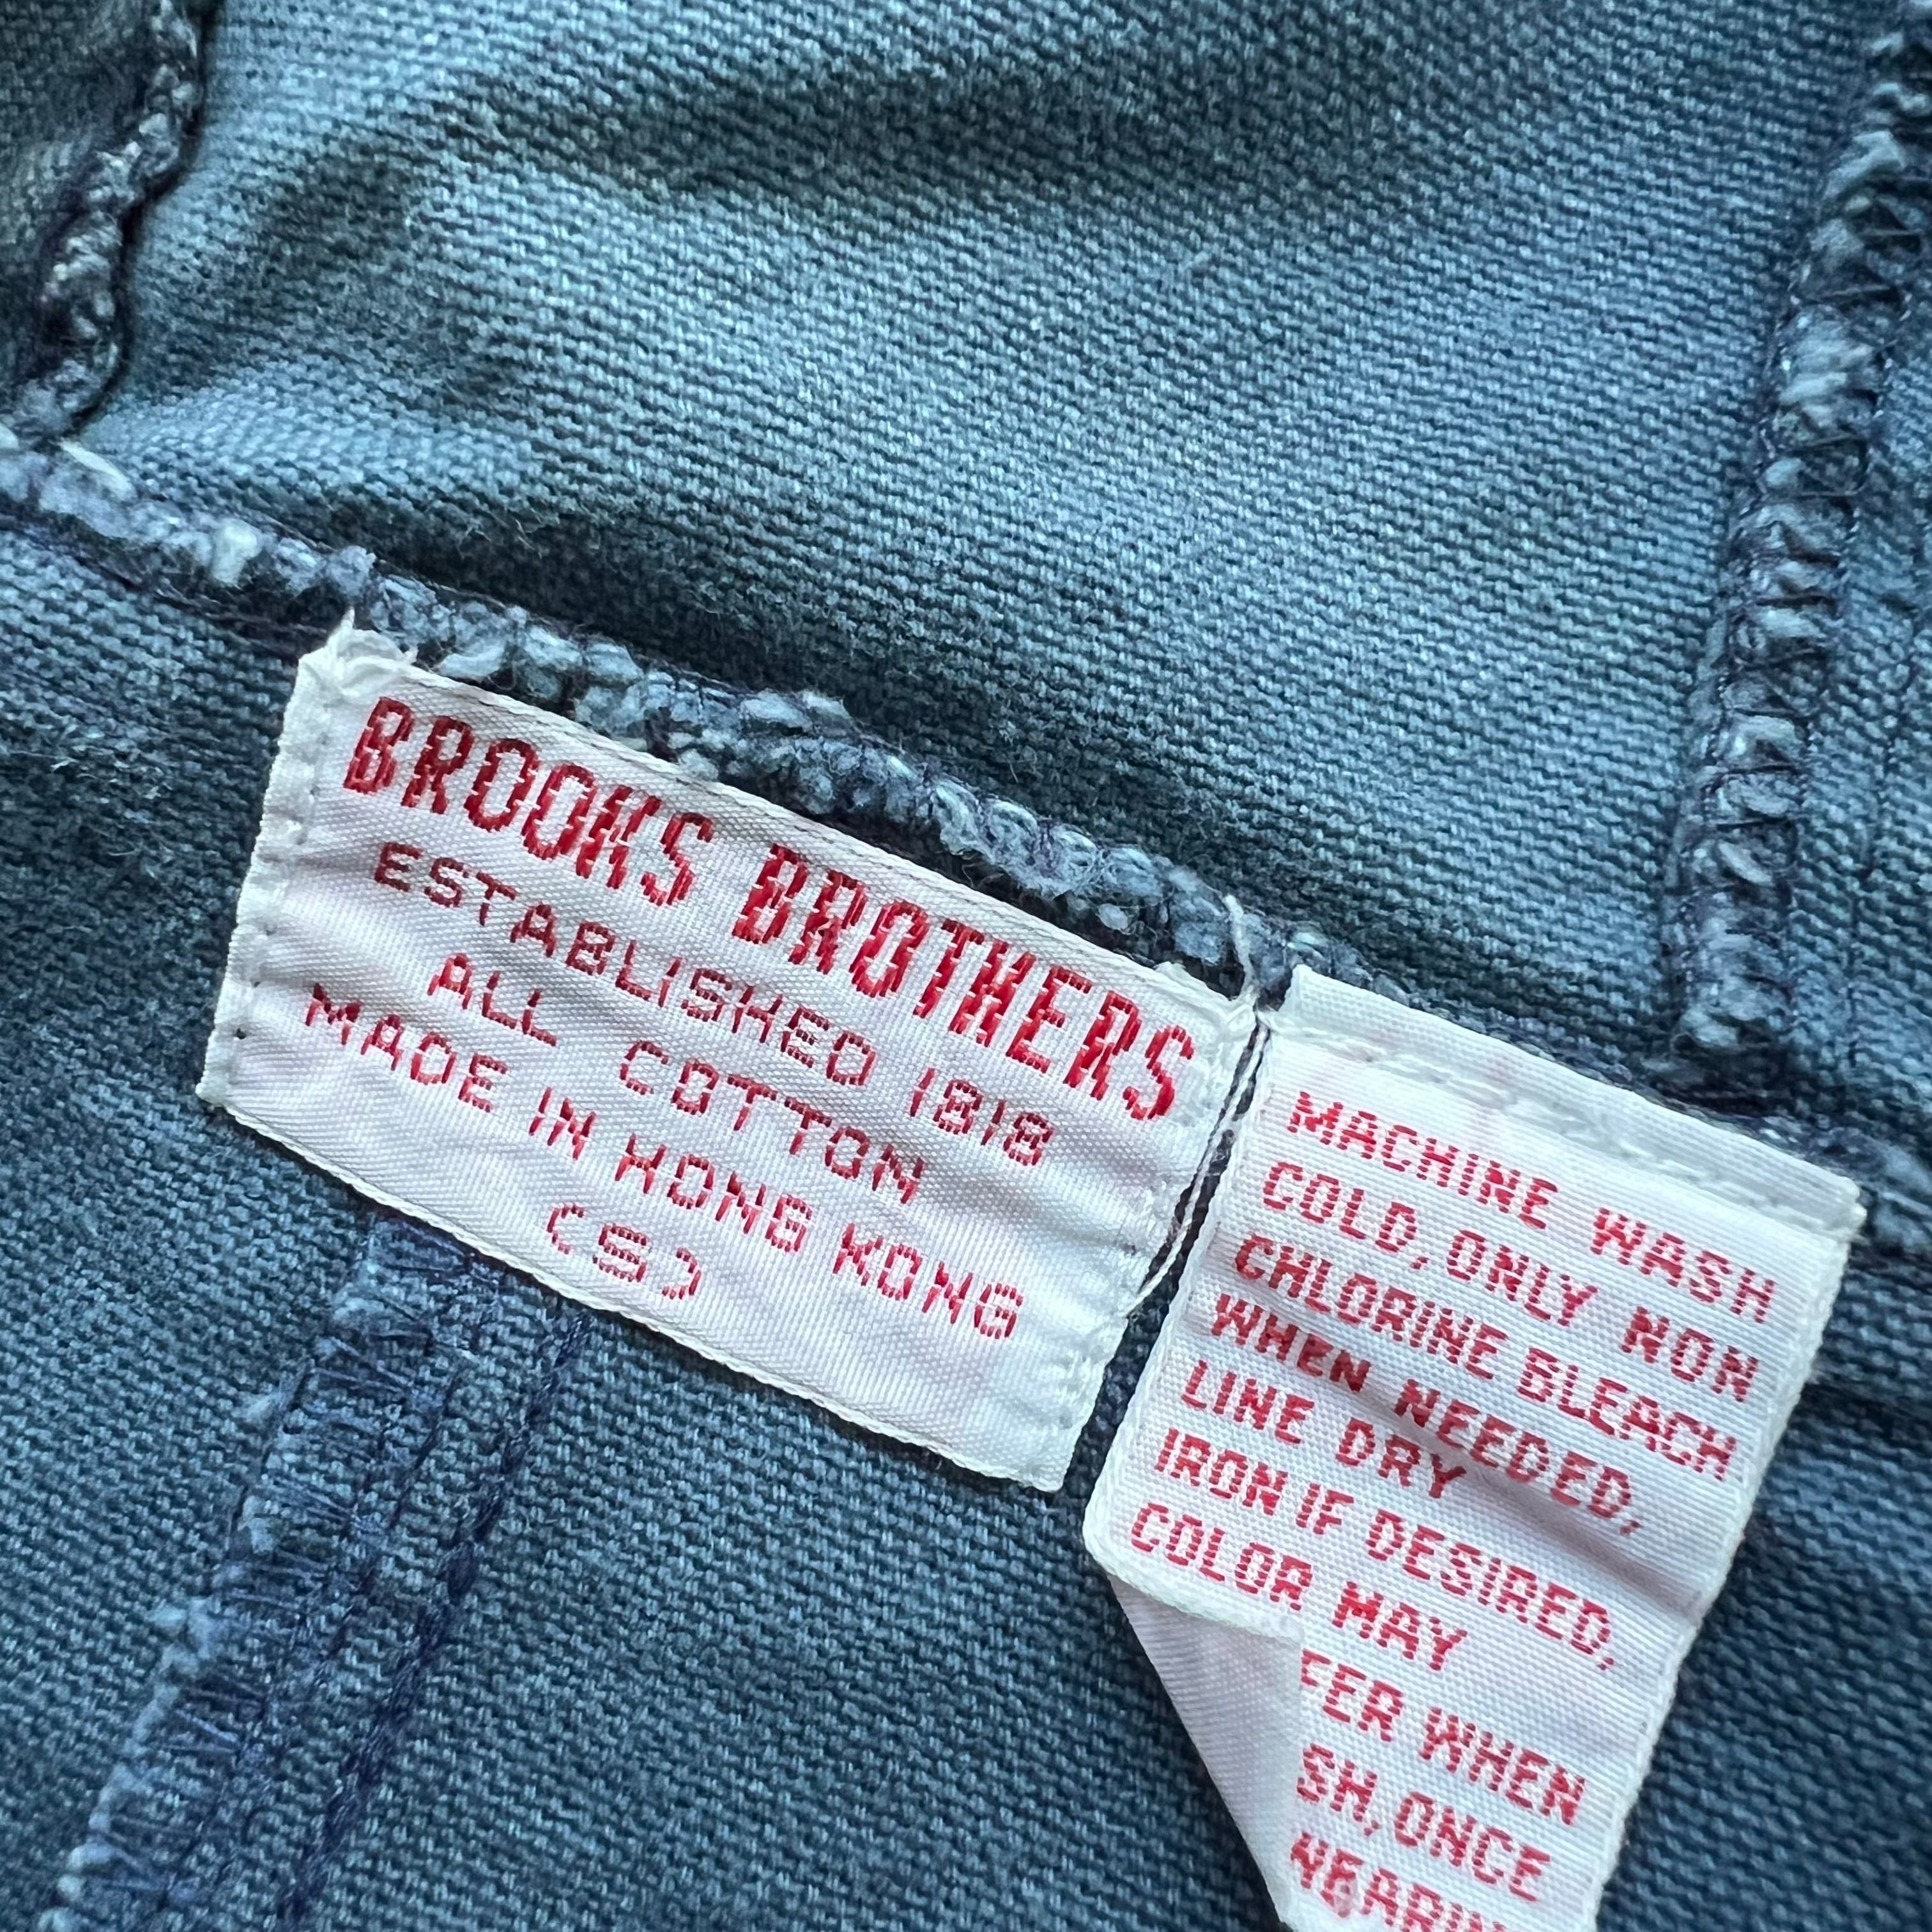 BROOKS BROTHERS
ESTABLISHED 1818
ALL COTTON
MADE IN HONG KONG
(S)
MACHINE WASH
COLD, ONLY NON
CHLORINE BLEACH
WHEN NEEDED,
LINE DRY
IRON IF DESIRED,
COLOR MAY
FER WHEN
SH, ONCE